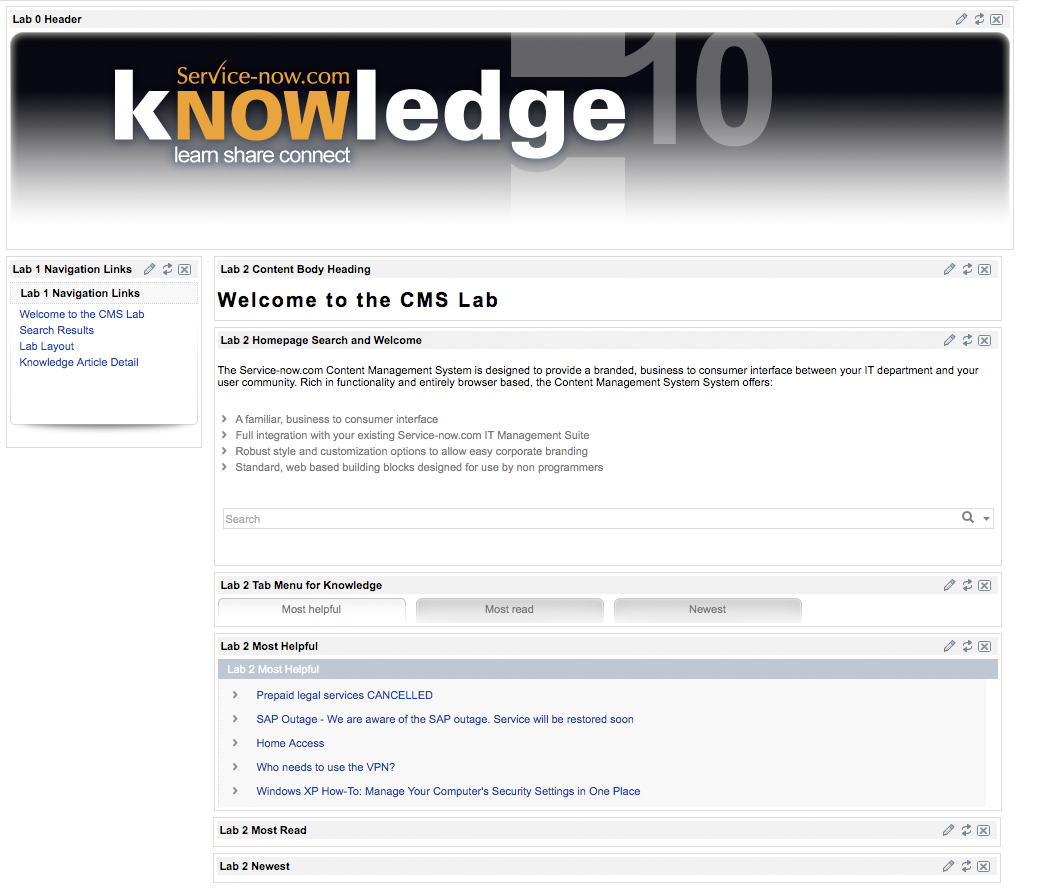 Lab 0 Header
Service-now.com
10
kNOWledge
learn share connect
Lab 1 Navigation Links
Lab 1 Navigation Links
Welcome to the CMS Lab
Search Results
Lab Layout
Knowledge Article Detail
Lab 2 Content Body Heading
Welcome to the CMS Lab
Lab 2 Homepage Search and Welcome
The Service-now.com Content Management System is designed to provide a branded, business to consumer interface between your IT department and your
user community. Rich in functionality and entirely browser based, the Content Management System System offers:
A familiar, business to consumer interface
Full integration with your existing Service-now.com IT Management Suite
Robust style and customization options to allow easy corporate branding
Standard, web based building blocks designed for use by non programmers
Search
Lab 2 Tab Menu for Knowledge
Most helpful Most read Newest
Lab 2 Most Helpful
Lab 2 Most Helpful
Prepaid legal services CANCELLED
SAP Outage - We are aware of the SAP outage. Service will be restored soon
Home Access
Who needs to use the VPN?
Windows XP How-To: Manage Your Computer's Security Settings in One Place
Lab 2 Most Read
Lab 2 Newest